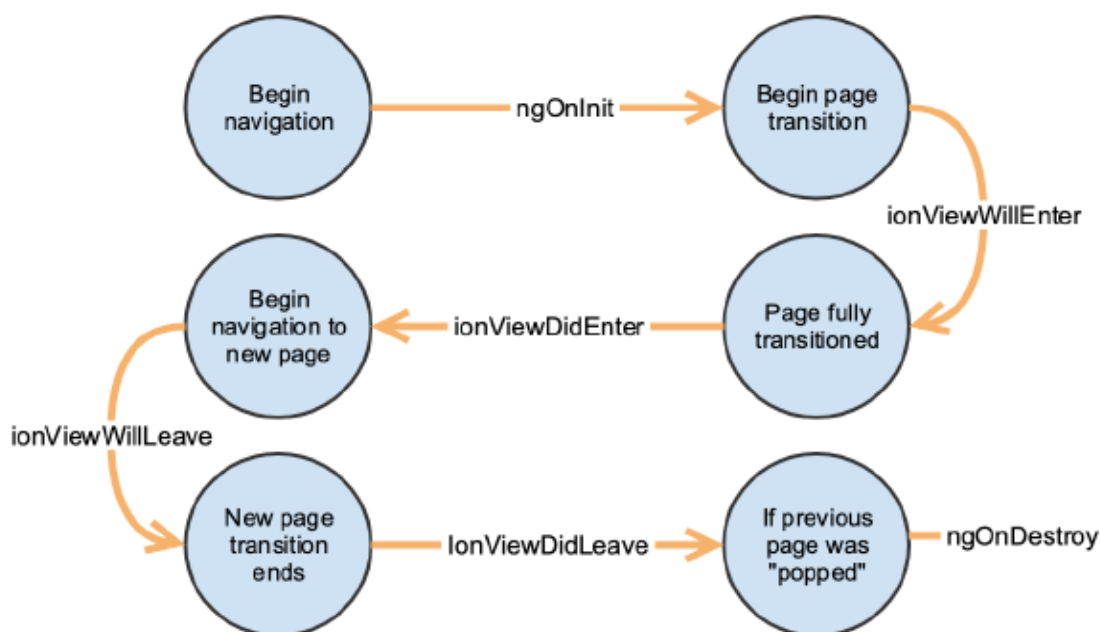 Begin
navigation
ngOnInit
Begin page
transition
ionViewWillEnter
Begin
navigation to
new page
ionViewDidEnter
Page fully
transitioned
ionViewWillLeave
New page
transition
ends
IonViewDidLeave
If previous
page was
"popped"
ngOnDestroy